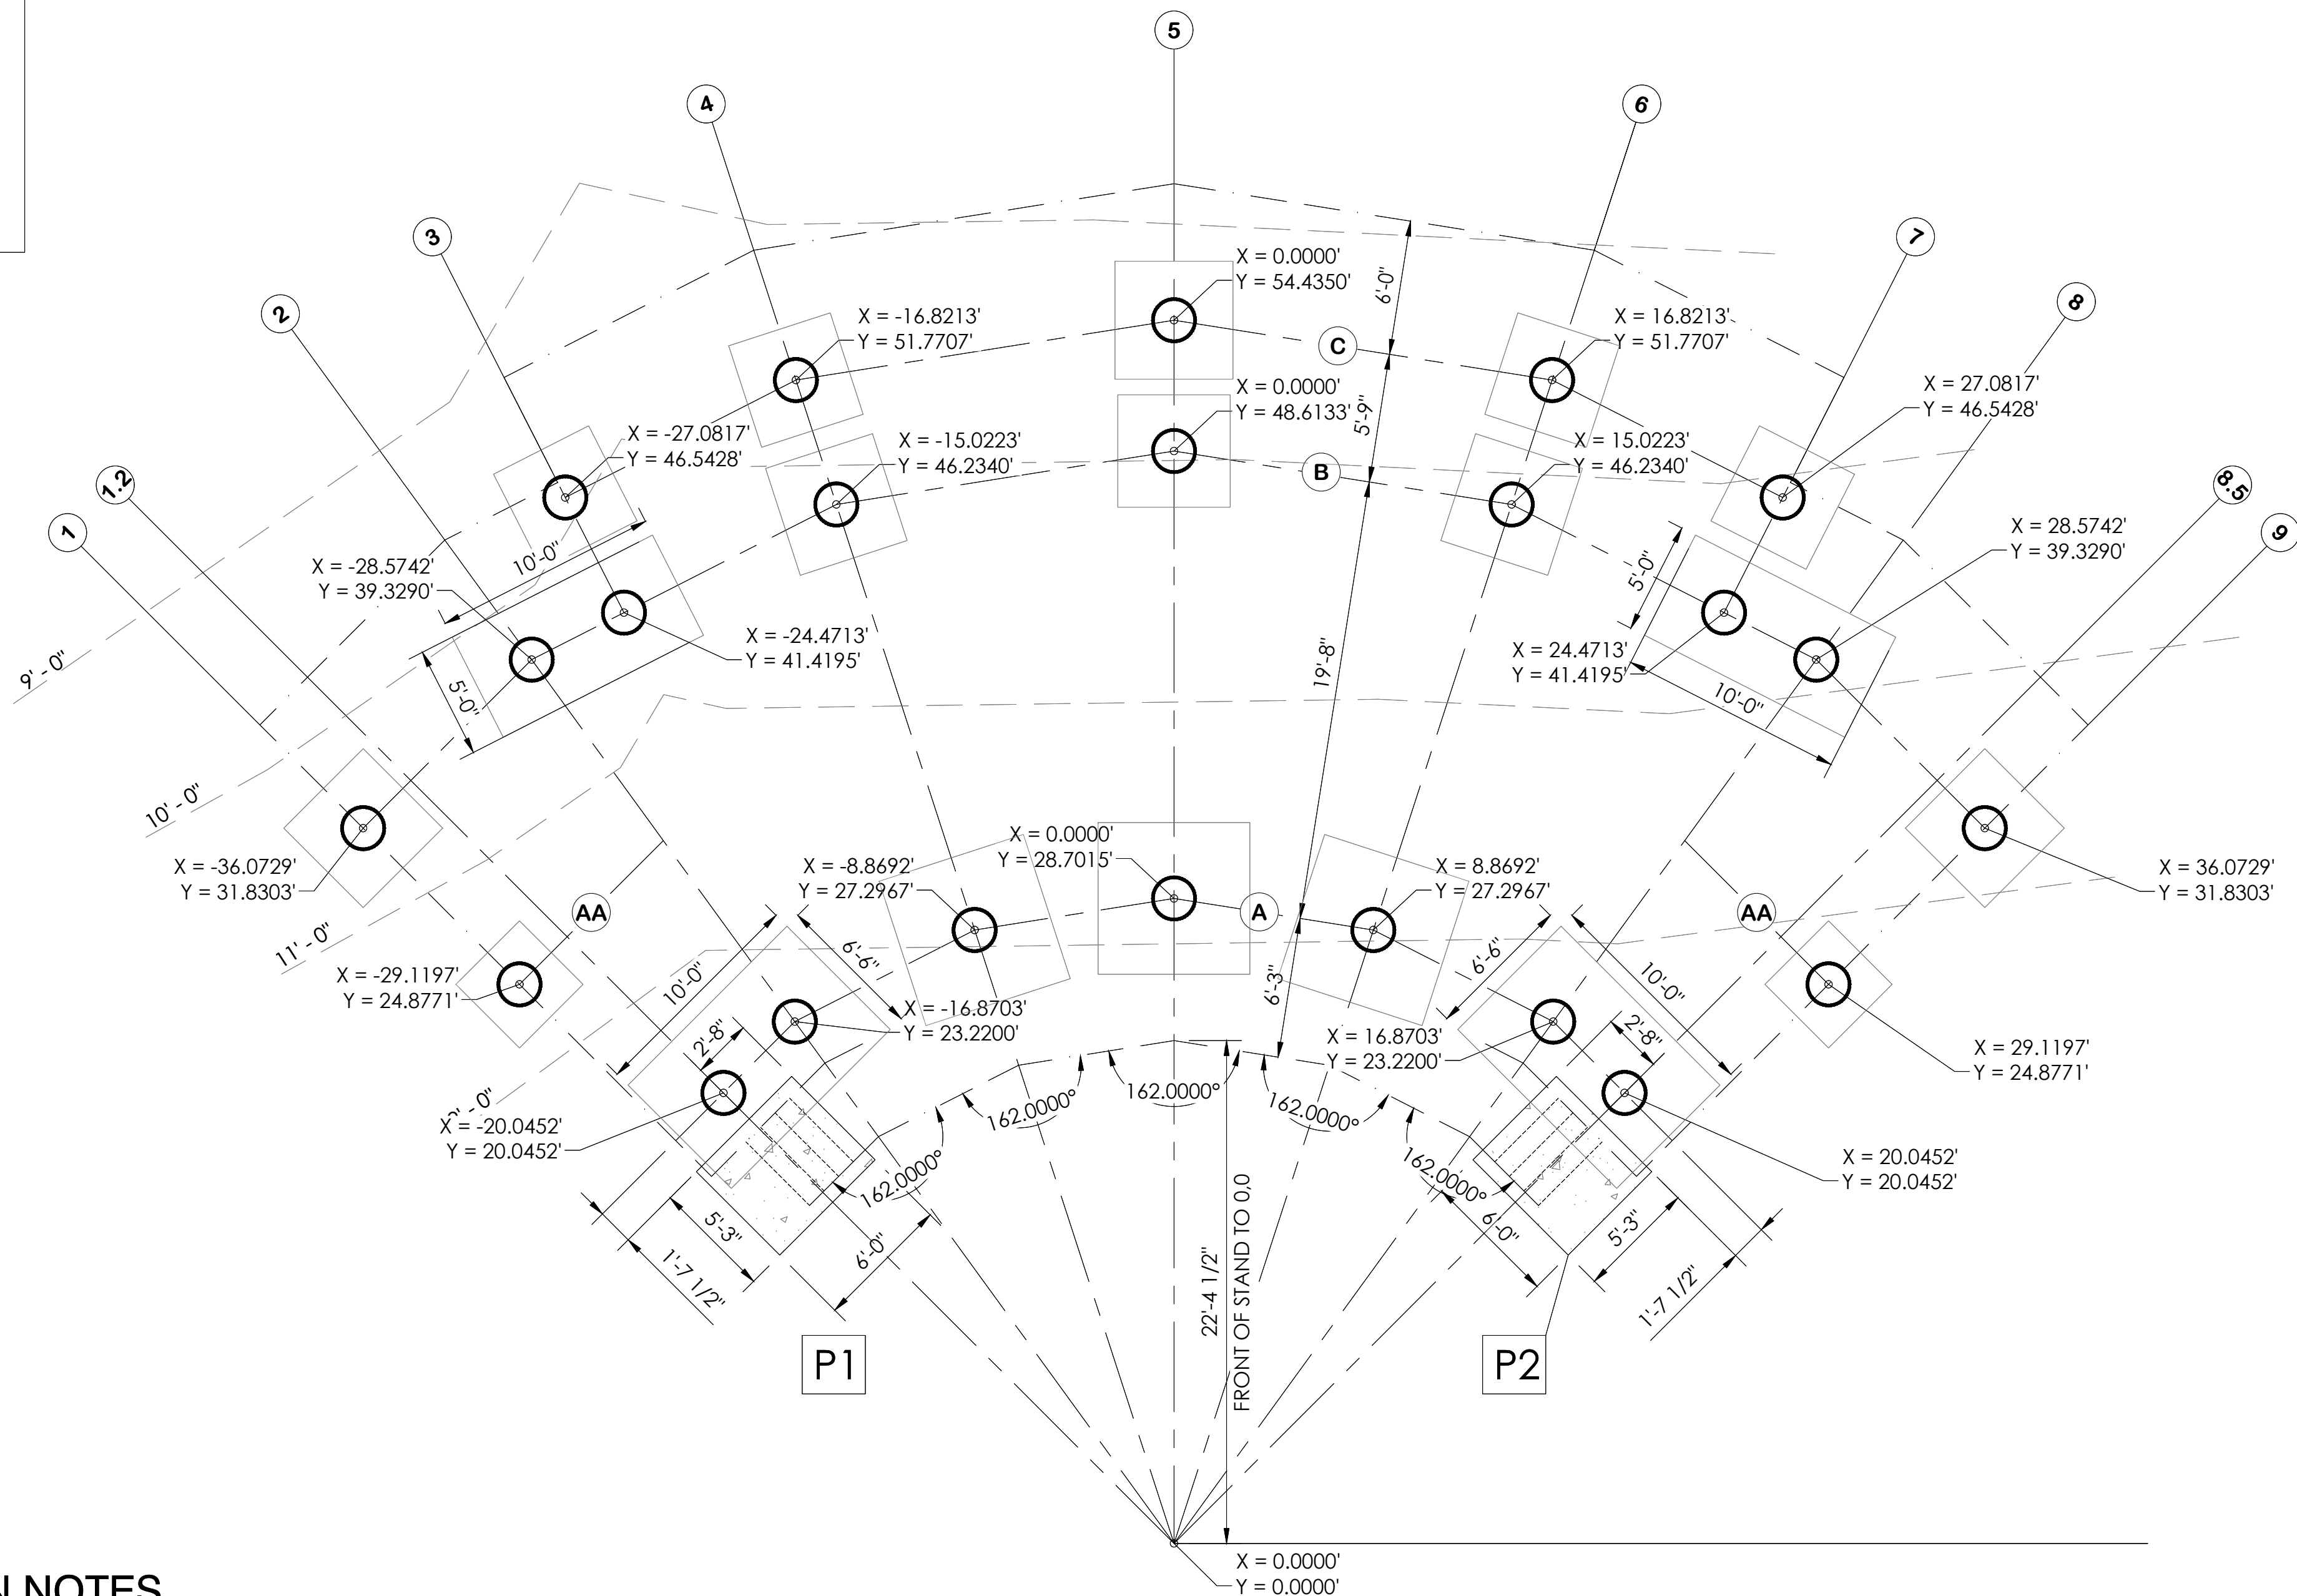 5
4
6
3
7
2
8
1.2
8.5
1
9
X = 0.0000'
Y = 54.4350'
6'-0"
X = -16.8213'
Y = 51.7707'
X = 16.8213'
Y = 51.7707'
C
X = 0.0000'
Y = 48.6133'
5'-9"
X = 27.0817'
Y = 46.5428'
X = -27.0817'
Y = 46.5428'
X = -15.0223'
Y = 46.2340'
B
X = 15.0223'
Y = 46.2340'
10'-0"
X = -28.5742'
Y = 39.3290'
X = 28.5742'
Y = 39.3290'
5'-0"
X = -24.4713'
Y = 41.4195'
X = 24.4713'
Y = 41.4195'
19'-8"
9' - 0"
5'-0"
10'-0"
10' - 0"
X = -36.0729'
Y = 31.8303'
X = -8.8692'
Y = 27.2967'
X = 0.0000'
Y = 28.7015'
X = 8.8692'
Y = 27.2967'
X = 36.0729'
Y = 31.8303'
AA
A
AA
11' - 0"
X = -29.1197'
Y = 24.8771'
10'-0"
6'-6"
6'-3"
6'-6"
10'-0"
X = -16.8703'
Y = 23.2200'
X = 16.8703'
Y = 23.2200'
2'-8"
2'-8"
X = 29.1197'
Y = 24.8771'
162.0000°
162.0000°
162.0000°
' - 0"
X = -20.0452'
Y = 20.0452'
162.0000°
162.0000°
X = 20.0452'
Y = 20.0452'
5'-3"
6'-0"
1'-7 1/2"
6'-0"
5'-3"
1'-7 1/2"
22'-4 1/2"
FRONT OF STAND TO 0,0
P1
P2
X = 0.0000'
Y = 0.0000'
N NOTES